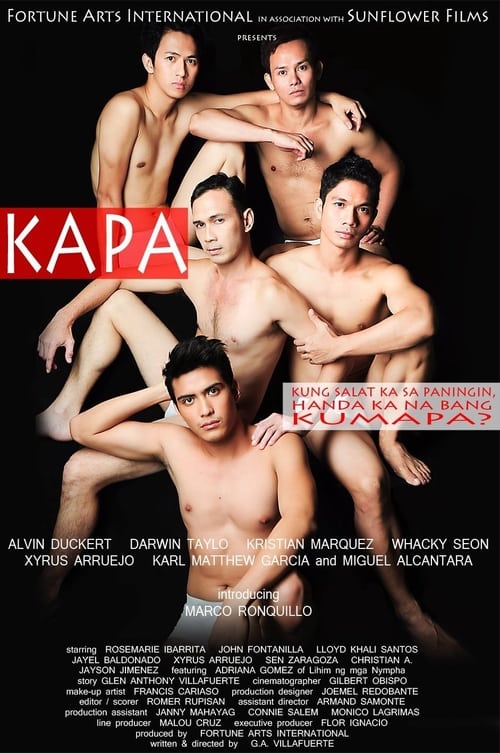 FORTUNE ARTS INTERNATIONAL IN ASSOCIATION WITH SUNFLOWER FILMS
PRESENTS
KAPA
KUNG SALAT KA SA PANINGIN,
HANDA KA NA BANG
KUMAPA?
ALVIN DUCKERT DARWIN TAYLO KRISTIAN MARQUEZ WHACKY SEON
XYRUS ARRUEJO KARL MATTHEW GARCIA and MIGUEL ALCANTARA
introducing
MARCO RONQUILLO
starring ROSEMARIE IBARRITA JOHN FONTANILLA LLOYD KHALI SANTOS
JAYEL BALDONADO XYRUS ARRUEJO SEN ZARAGOZA CHRISTIAN A.
JAYSON JIMENEZ featuring ADRIANA GOMEZ of Lihim ng mga Nympha
story GLEN ANTHONY VILLAFUERTE cinematographer GILBERT OBISPO
make-up artist FRANCIS CARIASO production designer JOEMEL REDOBANTE
editor / scorer ROMER RUPISAN assistant director ARMAND SAMONTE
production assistant JANNY MAHAYAG CONNIE SALEM MONICO LAGRIMAS
line producer MALOU CRUZ executive producer FLOR IGNACIO
produced by FORTUNE ARTS INTERNATIONAL
written & directed by G.A. VILLAFUERTE